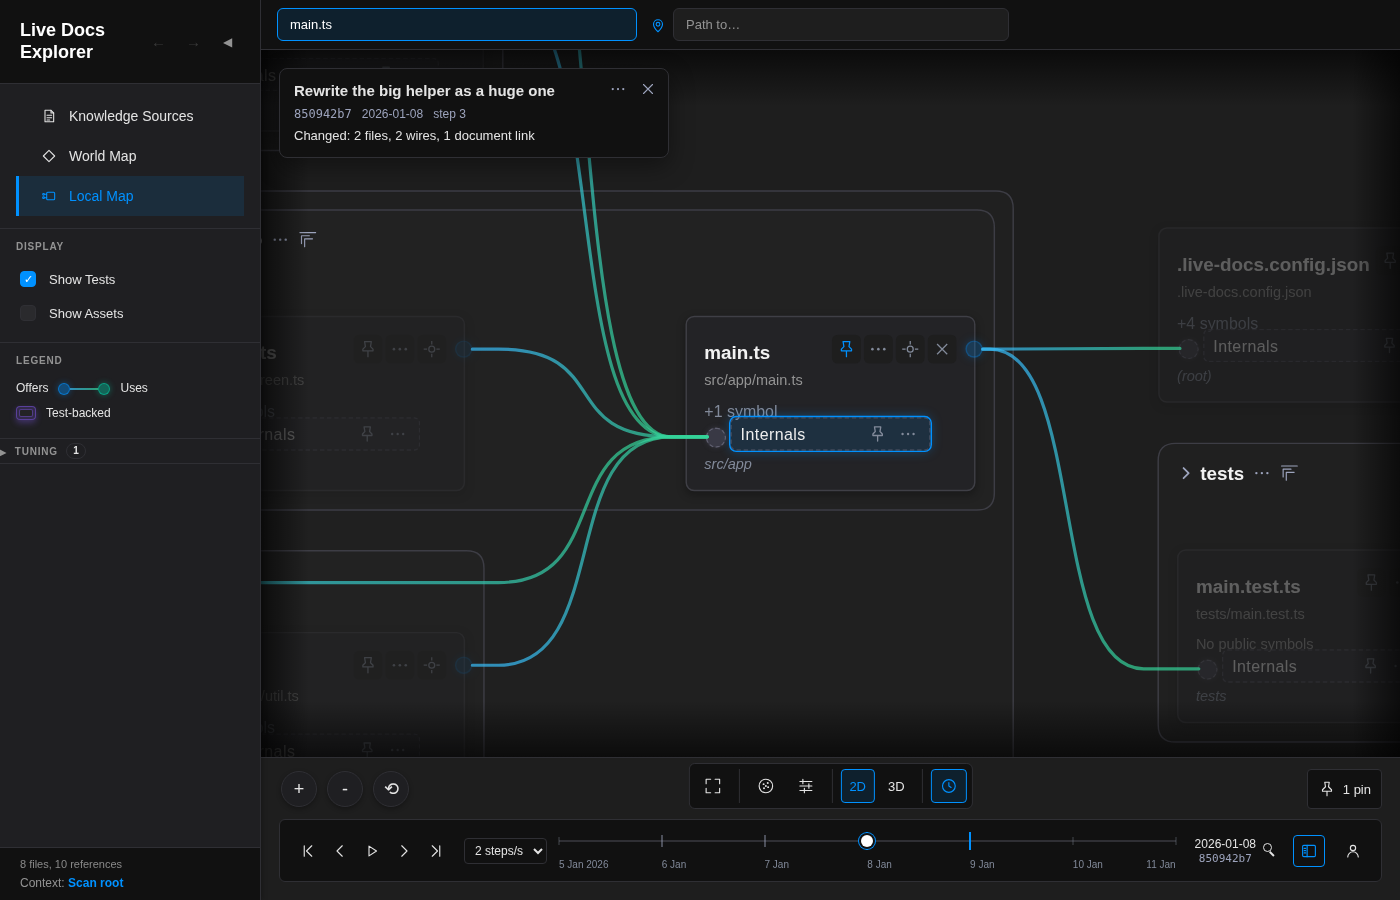 Live Docs
Explorer
main.ts
Path to…
Knowledge Sources
World Map
Local Map
DISPLAY
Show Tests
Show Assets
LEGEND
Offers
Uses
Test-backed
TUNING 1
8 files, 10 references
Context: Scan root
Rewrite the big helper as a huge one
850942b7 2026-01-08 step 3
Changed: 2 files, 2 wires, 1 document link
main.ts
src/app/main.ts
+1 symbol
Internals
src/app
.live-docs.config.json
.live-docs.config.json
+4 symbols
Internals
(root)
tests
main.test.ts
tests/main.test.ts
No public symbols
Internals
tests
+
-
2D
3D
1 pin
2 steps/s
5 Jan 2026
6 Jan
7 Jan
8 Jan
9 Jan
10 Jan
11 Jan
2026-01-08
850942b7